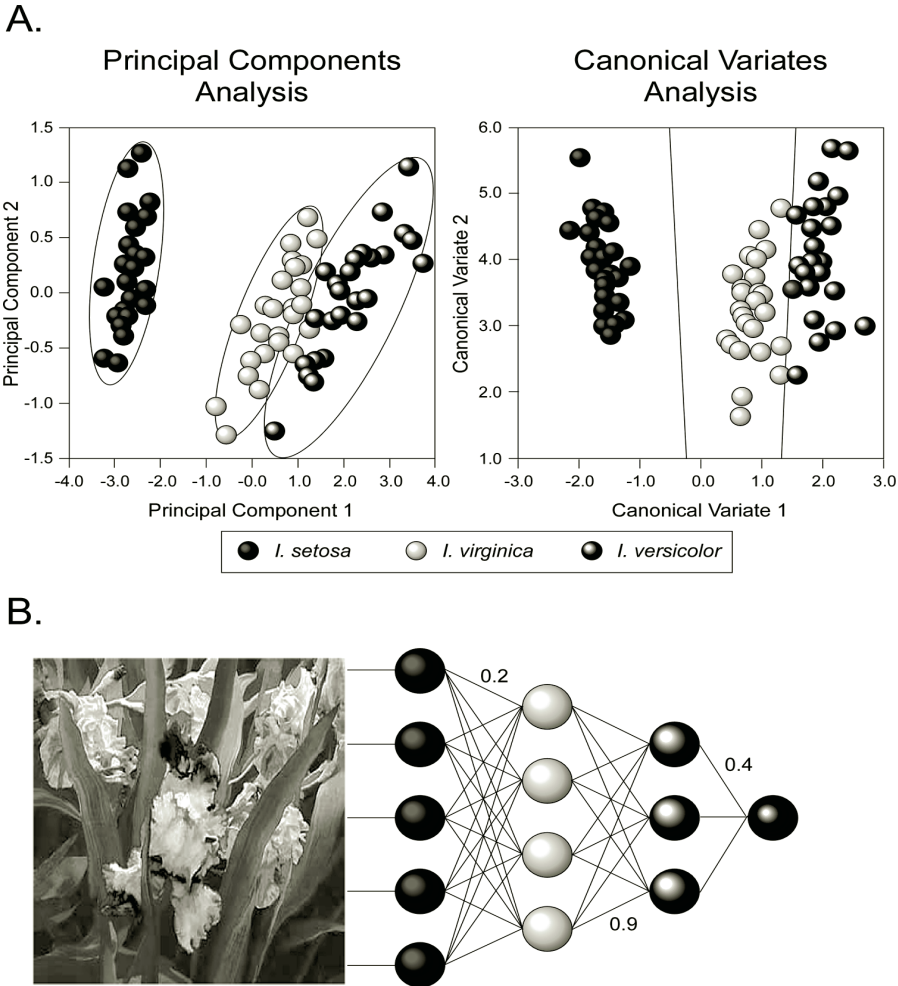 A.
Principal Components
Analysis
Canonical Variates
Analysis
Principal Component 2
1.5
1.0
0.5
0.0
-0.5
-1.0
-1.5
-4.0 -3.0 -2.0 -1.0 -0.0 1.0 2.0 3.0 4.0
Principal Component 1
Canonical Variate 2
6.0
5.0
4.0
3.0
2.0
1.0
-3.0 -2.0 -1.0 0.0 1.0 2.0 3.0
Canonical Variate 1
I. setosa I. virginica I. versicolor
B.
0.2
0.4
0.9